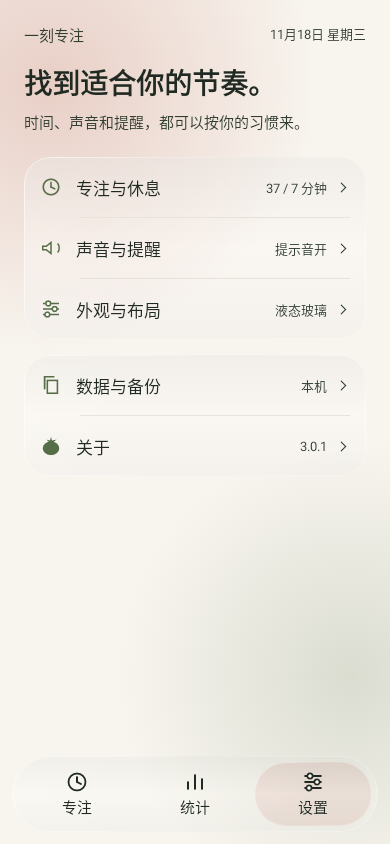 一刻专注
11月18日 星期三
找到适合你的节奏。
时间、声音和提醒，都可以按你的习惯来。
专注与休息 37 / 7 分钟
声音与提醒 提示音开
外观与布局 液态玻璃
数据与备份 本机
关于 3.0.1
专注 统计 设置